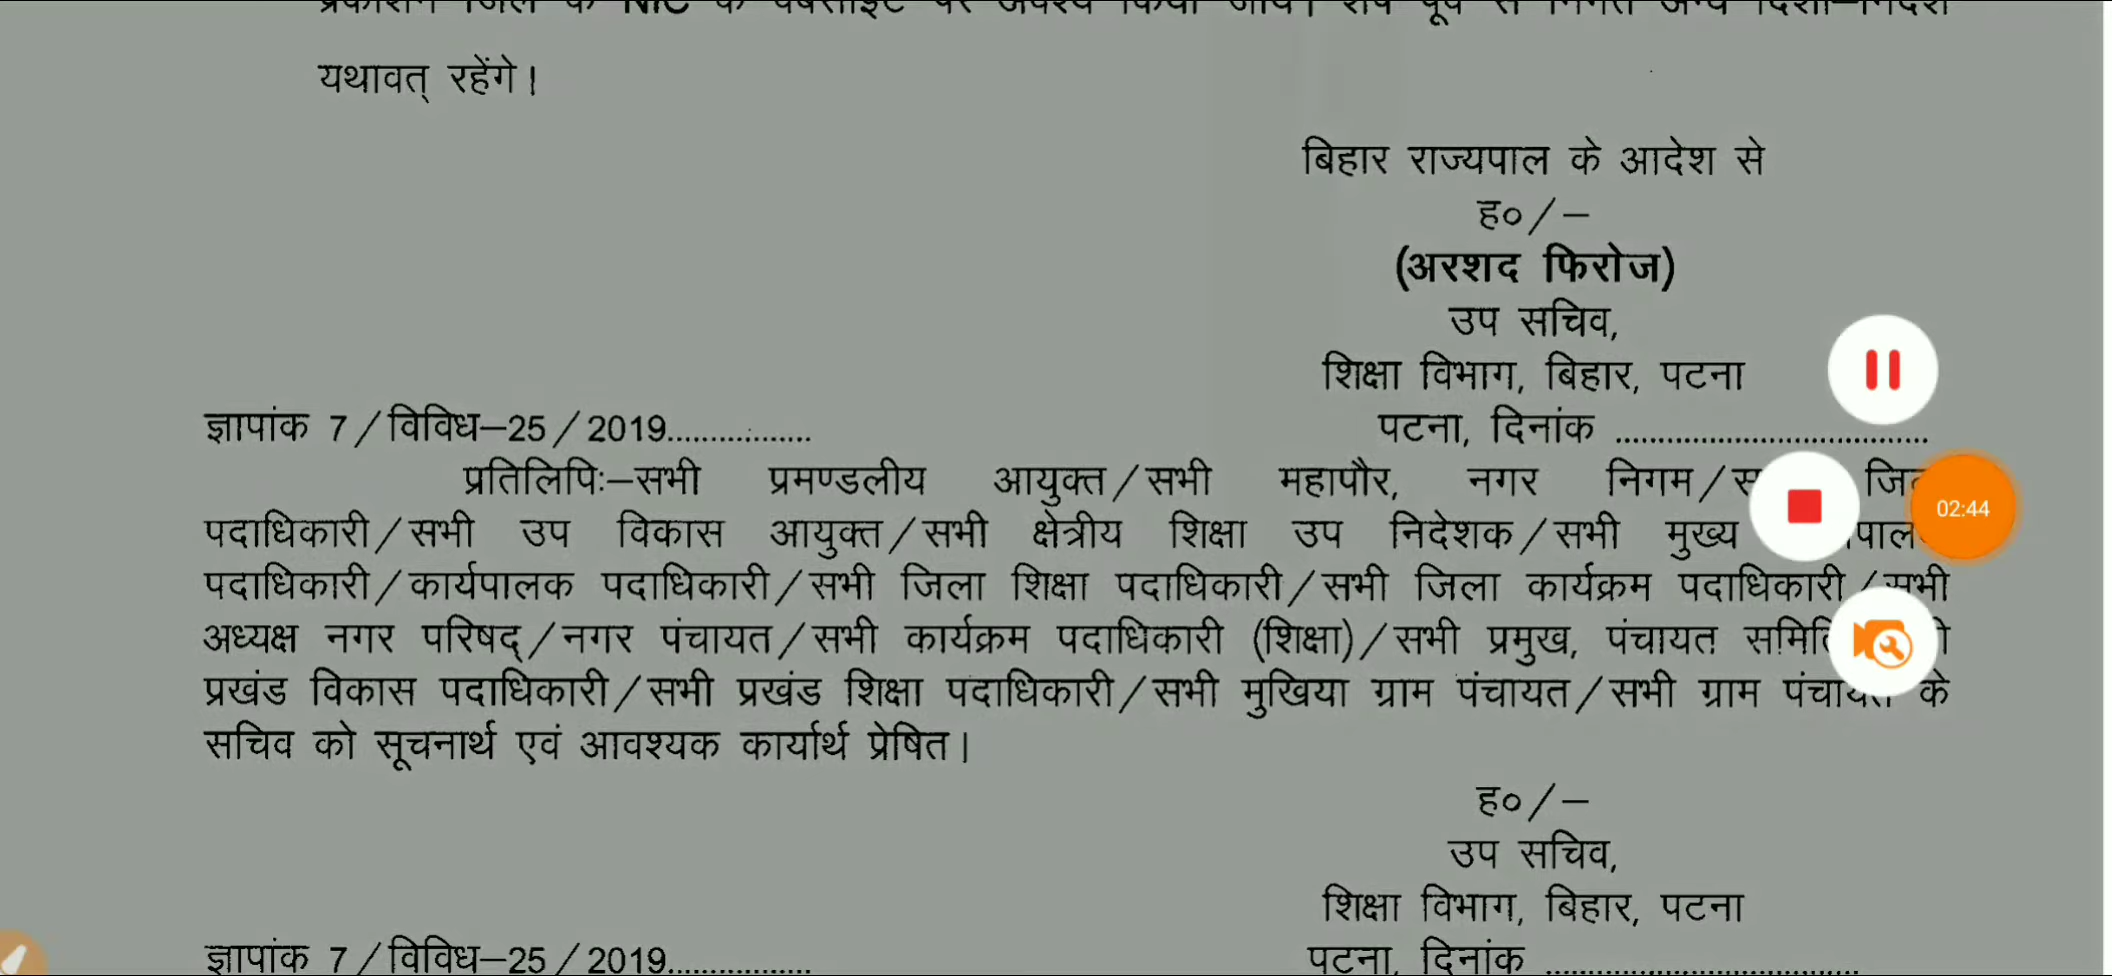 यथावत् रहेंगे।
बिहार राज्यपाल के आदेश से
ह०/–
(अरशद फिरोज)
उप सचिव,
शिक्षा विभाग, बिहार, पटना
ज्ञापांक 7/विविध–25/2019.................. पटना, दिनांक .....................................
प्रतिलिपिः–सभी प्रमण्डलीय आयुक्त/सभी महापौर, नगर निगम/
पदाधिकारी/सभी उप विकास आयुक्त/सभी क्षेत्रीय शिक्षा उप निदेशक/सभी मुख्य
02:44
पदाधिकारी/कार्यपालक पदाधिकारी/सभी जिला शिक्षा पदाधिकारी/सभी जिला कार्यक्रम पदाधिकारी/सभी
अध्यक्ष नगर परिषद्/नगर पंचायत/सभी कार्यक्रम पदाधिकारी (शिक्षा)/सभी प्रमुख, पंचायत
प्रखंड विकास पदाधिकारी/सभी प्रखंड शिक्षा पदाधिकारी/सभी मुखिया ग्राम पंचायत/सभी ग्राम पंचायत के
सचिव को सूचनार्थ एवं आवश्यक कार्यार्थ प्रेषित।
ह०/–
उप सचिव,
शिक्षा विभाग, बिहार, पटना
ज्ञापांक 7/विविध–25/2019.................. पटना, दिनांक .....................................